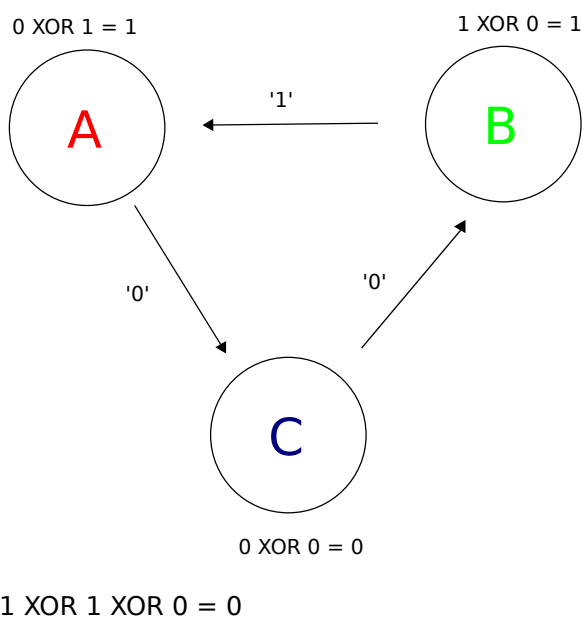 0 XOR 1 = 1
1 XOR 0 = 1
'1'
A
B
'0'
'0'
C
0 XOR 0 = 0
1 XOR 1 XOR 0 = 0